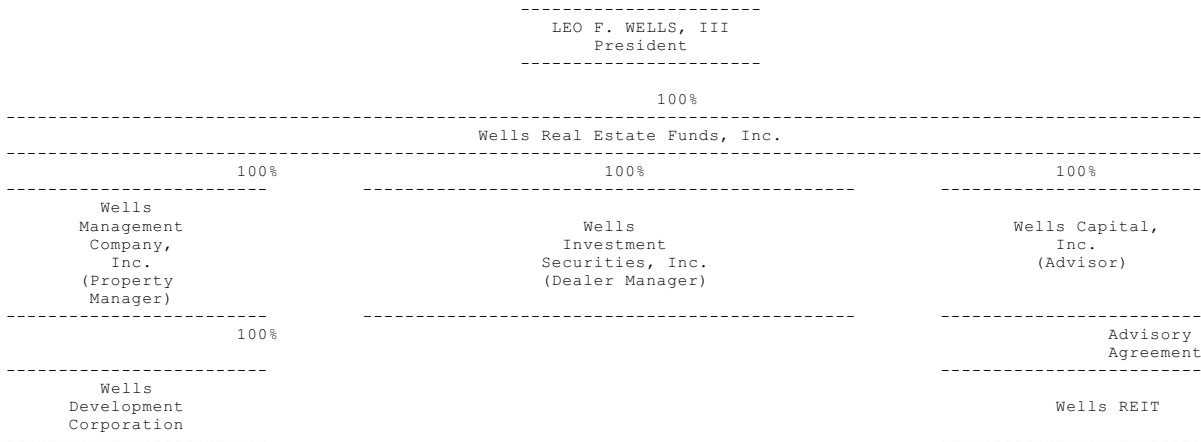 LEO F. WELLS, III
President
100%
Wells Real Estate Funds, Inc.
100% 100% 100%
Wells
Management
Company,
Inc.
(Property
Manager)
Wells
Investment
Securities, Inc.
(Dealer Manager)
Wells Capital,
Inc.
(Advisor)
100%
Advisory
Agreement
Wells
Development
Corporation
Wells REIT